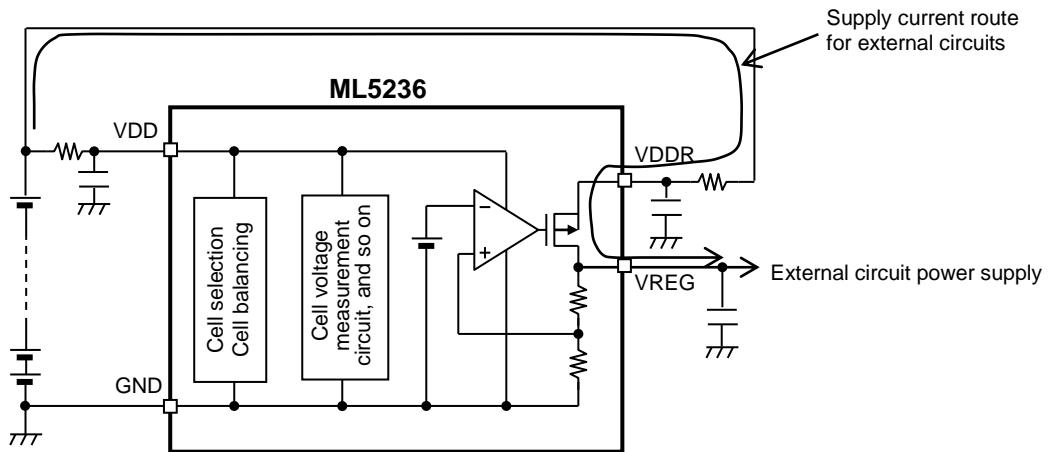 Supply current route
for external circuits
ML5236
VDD
VDDR
Cell selection
Cell balancing
Cell voltage
measurement
circuit, and so on
−
+
VREG
External circuit power supply
GND